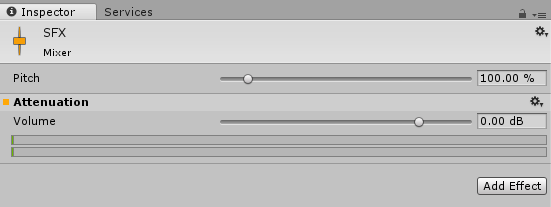 Inspector Services
SFX
Mixer
Pitch 100.00 %
Attenuation
Volume 0.00 dB
Add Effect